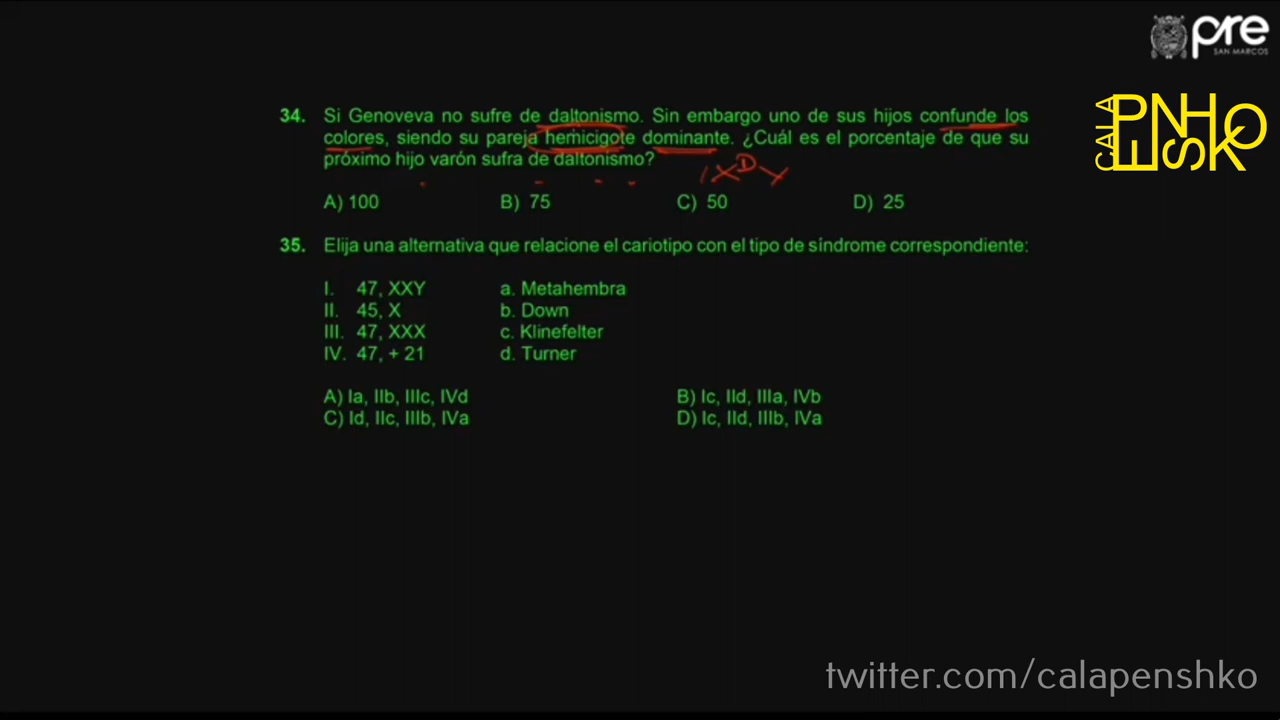 pre
SAN MARCOS
CALA
PENSHKO
34. Si Genoveva no sufre de daltonismo. Sin embargo uno de sus hijos confunde los
colores, siendo su pareja hemicigote dominante. ¿Cuál es el porcentaje de que su
próximo hijo varón sufra de daltonismo?
X^D Y
A) 100 B) 75 C) 50 D) 25
35. Elija una alternativa que relacione el cariotipo con el tipo de síndrome correspondiente:
I. 47, XXY a. Metahembra
II. 45, X b. Down
III. 47, XXX c. Klinefelter
IV. 47, + 21 d. Turner
A) Ia, IIb, IIIc, IVd B) Ic, IId, IIIa, IVb
C) Id, IIc, IIIb, IVa D) Ic, IId, IIIb, IVa
twitter.com/calapenshko